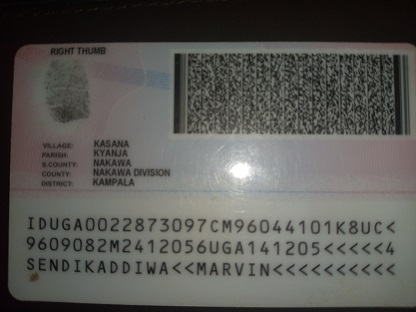 RIGHT THUMB
VILLAGE: KASANA
PARISH: KYANJA
S.COUNTY: NAKAWA
COUNTY: NAKAWA DIVISION
DISTRICT: KAMPALA
IDUGA0022873097CM96044101K8UC<
9609082M2412056UGA141205<<<<<4
SENDIKADDIWA<<MARVIN<<<<<<<<<<